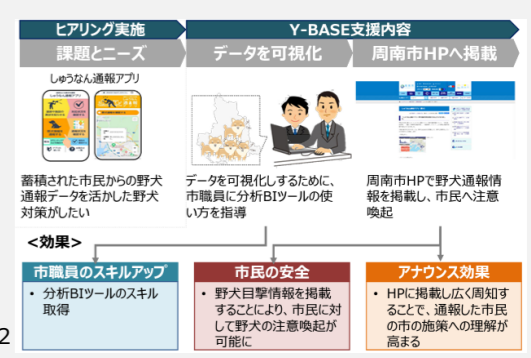 ヒアリング実施
Y-BASE支援内容
課題とニーズ
データを可視化
周南市HPへ掲載
しゅうなん通報アプリ
蓄積された市民からの野犬
通報データを活かした野犬
対策がしたい
データを可視化しするために、
市職員に分析BIツールの使
い方を指導
周南市HPで野犬通報情
報を掲載し、市民へ注意
喚起
<効果>
市職員のスキルアップ
• 分析BIツールのスキル
取得
市民の安全
• 野犬目撃情報を掲載
することにより、市民に対
して野犬の注意喚起が
可能に
アナウンス効果
• HPに掲載し広く周知す
ることで、通報した市民
の市の施策への理解が
高まる
2